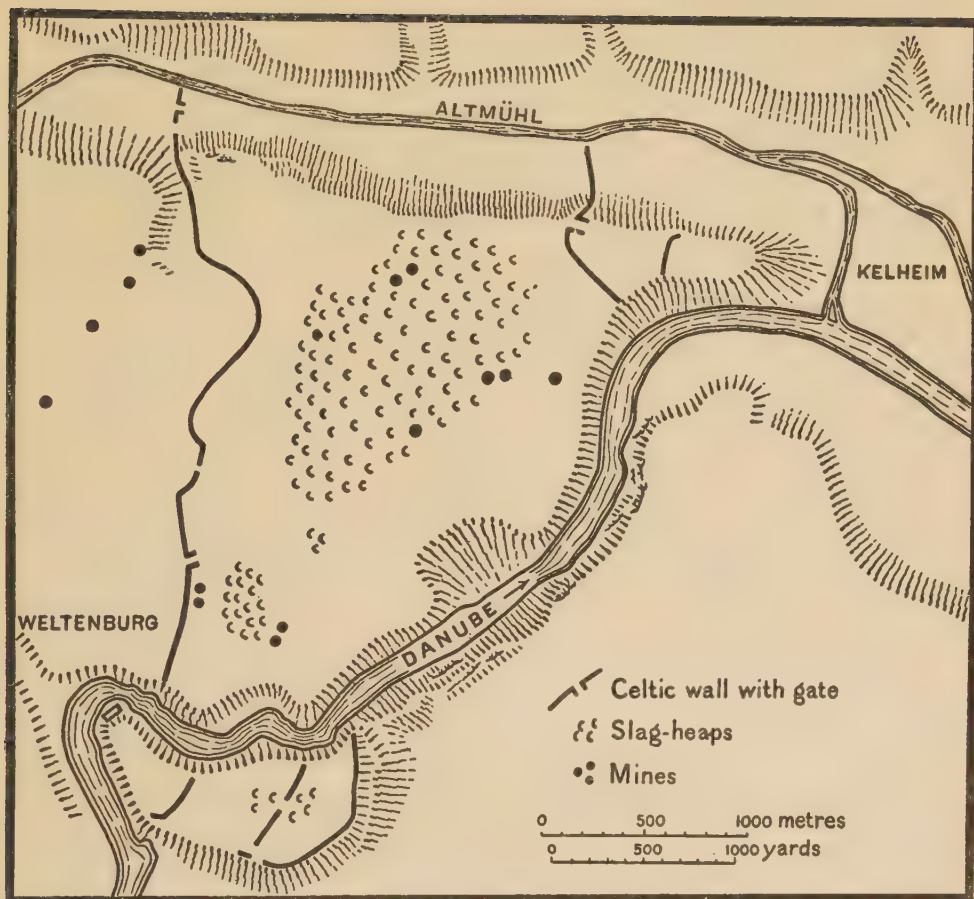 ALTMÜHL
KELHEIM
WELTENBURG
DANUBE →
Celtic wall with gate
Slag-heaps
Mines
0 500 1000 metres
0 500 1000 yards